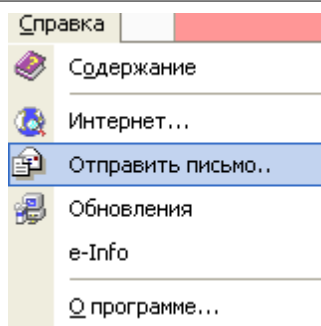 Справка
Содержание
Интернет...
Отправить письмо..
Обновления
e-Info
О программе...